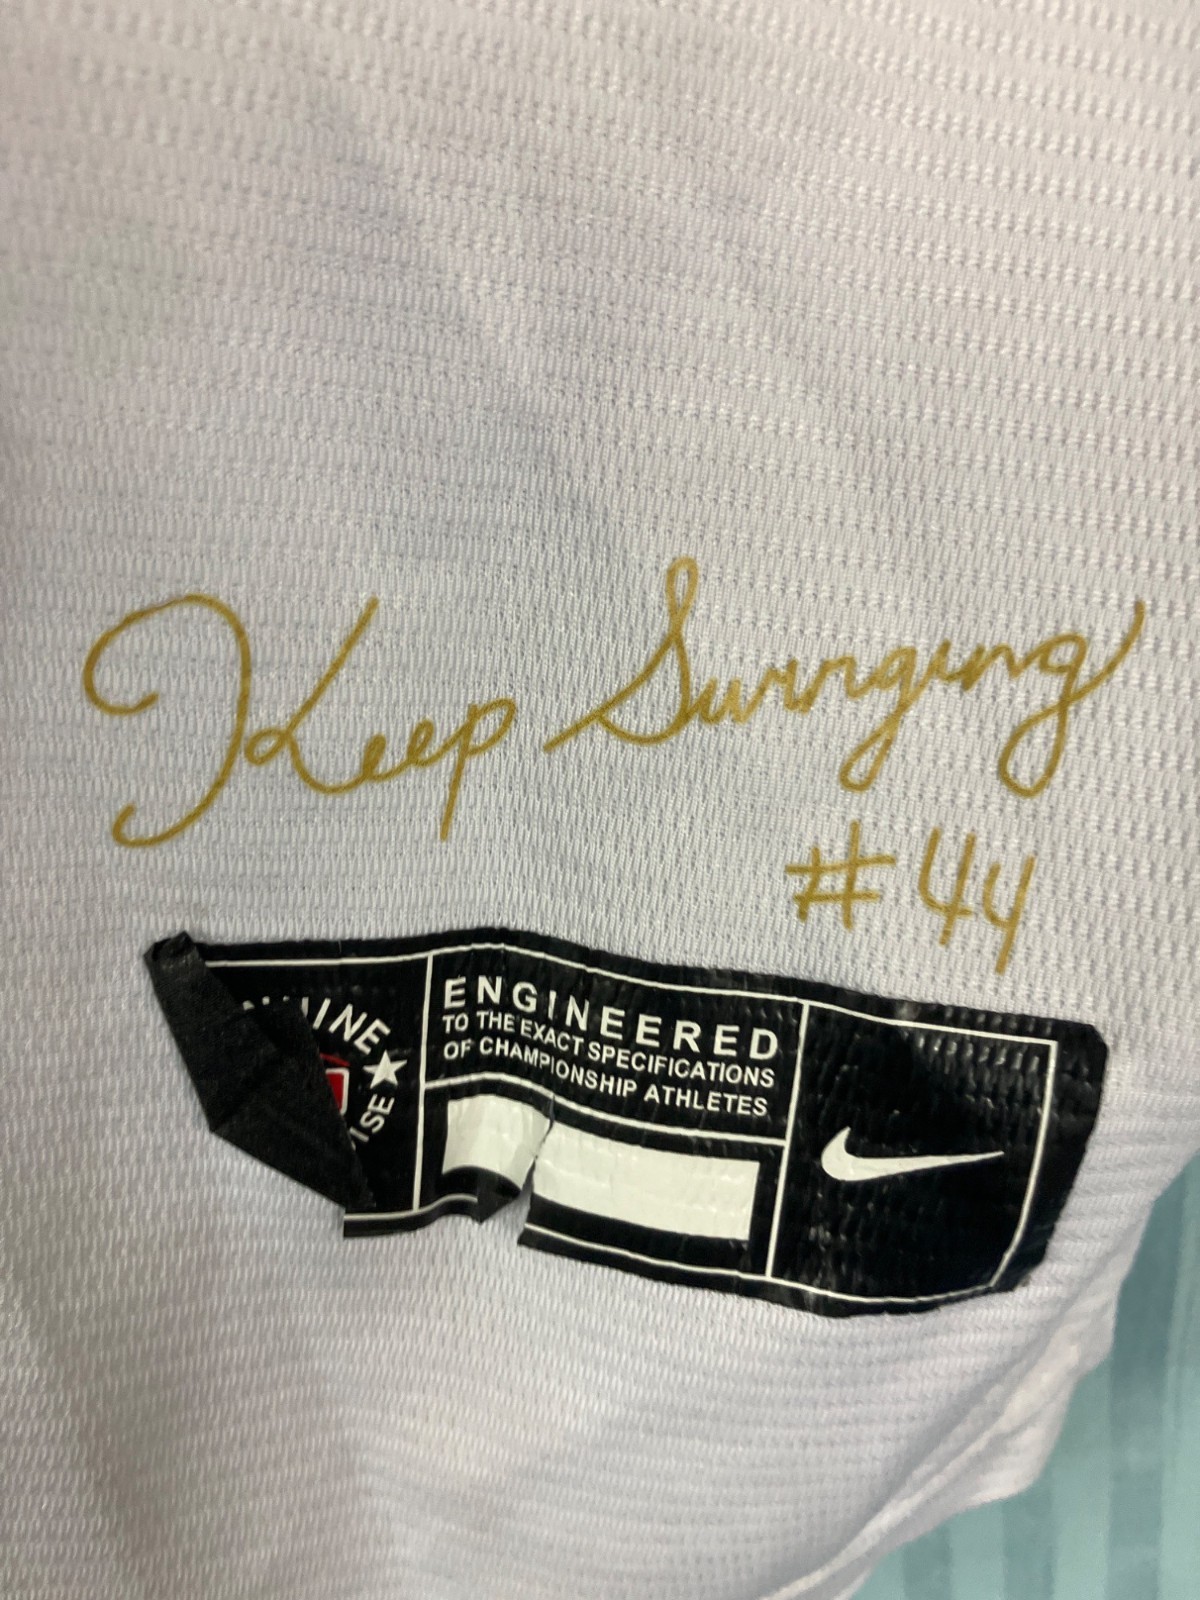 Keep Swinging
#44
ENGINEERED
TO THE EXACT SPECIFICATIONS
OF CHAMPIONSHIP ATHLETES